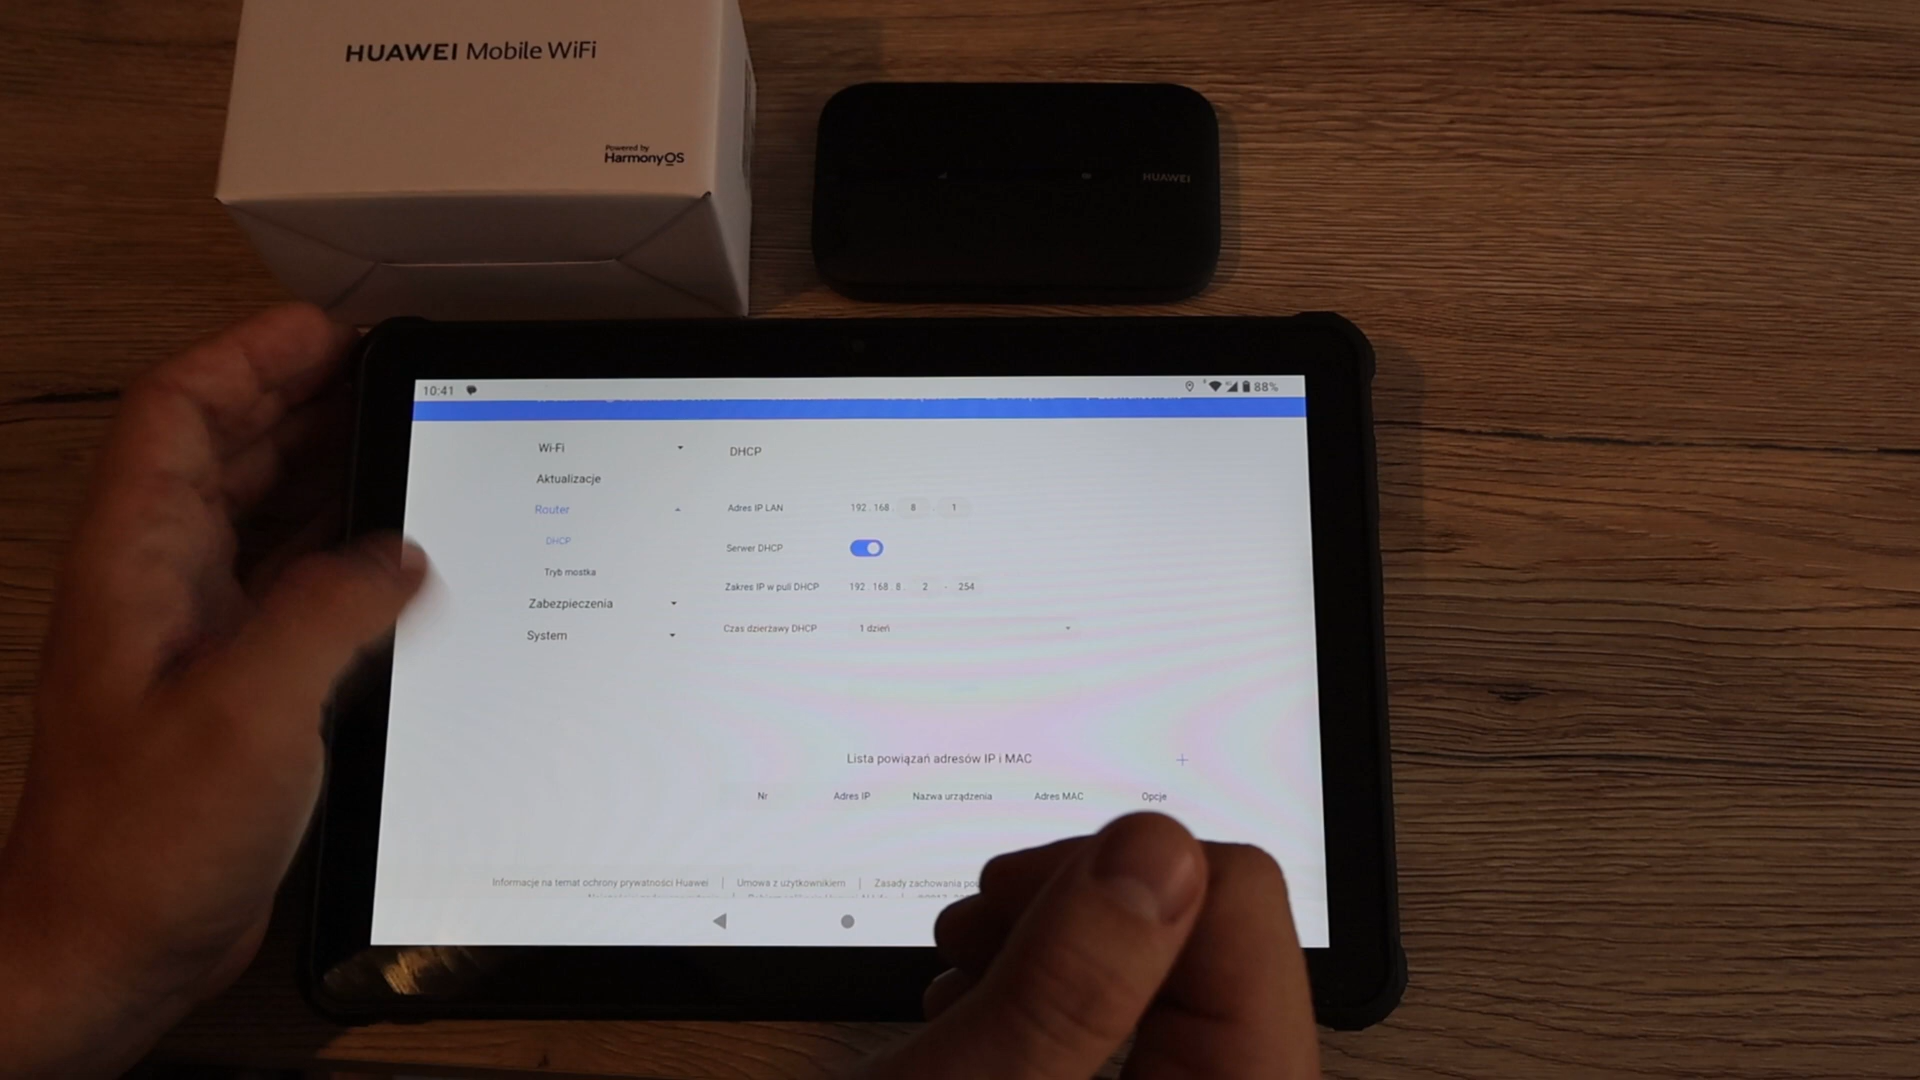 HUAWEI Mobile WiFi
Powered by
HarmonyOS
HUAWEI
10:41
88%
Wi-Fi
DHCP
Aktualizacje
Router
Adres IP LAN 192 . 168 . 8 . 1
DHCP
Serwer DHCP
Tryb mostka
Zakres IP w puli DHCP 192 . 168 . 8 . 2 - 254
Zabezpieczenia
Czas dzierżawy DHCP 1 dzień
System
Lista powiązań adresów IP i MAC +
Nr Adres IP Nazwa urządzenia Adres MAC Opcje
Informacje na temat ochrony prywatności Huawei | Umowa z użytkownikiem | Zasady zachowania